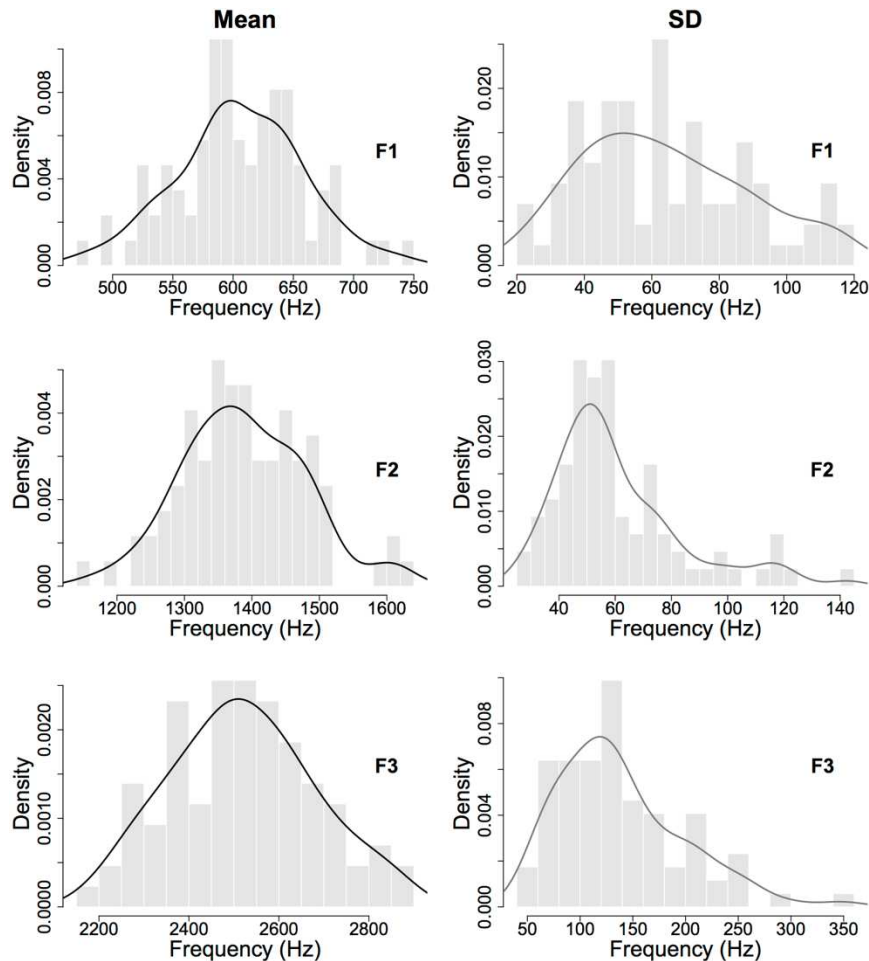 Mean
SD
Density
0.000 0.004 0.008
F1
500 550 600 650 700 750
Frequency (Hz)
Density
0.000 0.010 0.020
F1
20 40 60 80 100 120
Frequency (Hz)
Density
0.000 0.002 0.004
F2
1200 1300 1400 1500 1600
Frequency (Hz)
Density
0.000 0.010 0.020 0.030
F2
40 60 80 100 120 140
Frequency (Hz)
Density
0.0000 0.0010 0.0020
F3
2200 2400 2600 2800
Frequency (Hz)
Density
0.000 0.004 0.008
F3
50 100 150 200 250 300 350
Frequency (Hz)